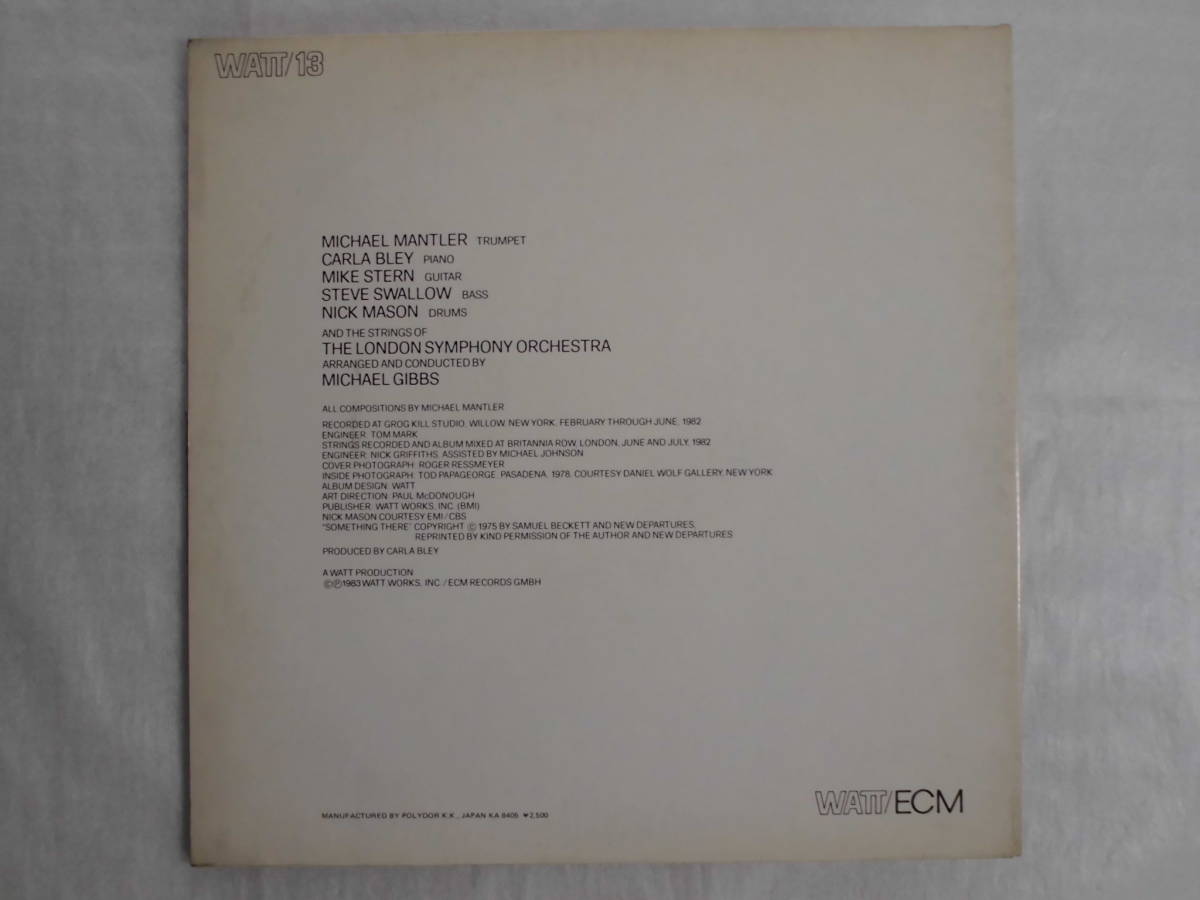 WATT/13
MICHAEL MANTLER TRUMPET
CARLA BLEY PIANO
MIKE STERN GUITAR
STEVE SWALLOW BASS
NICK MASON DRUMS
AND THE STRINGS OF
THE LONDON SYMPHONY ORCHESTRA
ARRANGED AND CONDUCTED BY
MICHAEL GIBBS
ALL COMPOSITIONS BY MICHAEL MANTLER
RECORDED AT GROG KILL STUDIO, WILLOW, NEW YORK. FEBRUARY THROUGH JUNE, 1982
ENGINEER: TOM MARK
STRINGS RECORDED AND ALBUM MIXED AT BRITANNIA ROW, LONDON. JUNE AND JULY, 1982
ENGINEER: NICK GRIFFITHS, ASSISTED BY MICHAEL JOHNSON
COVER PHOTOGRAPH: ROGER RESSMEYER
INSIDE PHOTOGRAPH: TOD PAPAGEORGE, PASADENA, 1978, COURTESY DANIEL WOLF GALLERY, NEW YORK
ALBUM DESIGN: WATT
ART DIRECTION: PAUL McDONOUGH
PUBLISHER: WATT WORKS, INC. (BMI)
NICK MASON COURTESY EMI/CBS
"SOMETHING THERE" COPYRIGHT © 1975 BY SAMUEL BECKETT AND NEW DEPARTURES,
REPRINTED BY KIND PERMISSION OF THE AUTHOR AND NEW DEPARTURES
PRODUCED BY CARLA BLEY
A WATT PRODUCTION
©℗1983 WATT WORKS, INC./ECM RECORDS GMBH
WATT/ECM
MANUFACTURED BY POLYDOR K.K., JAPAN KA 8405 ¥2,500